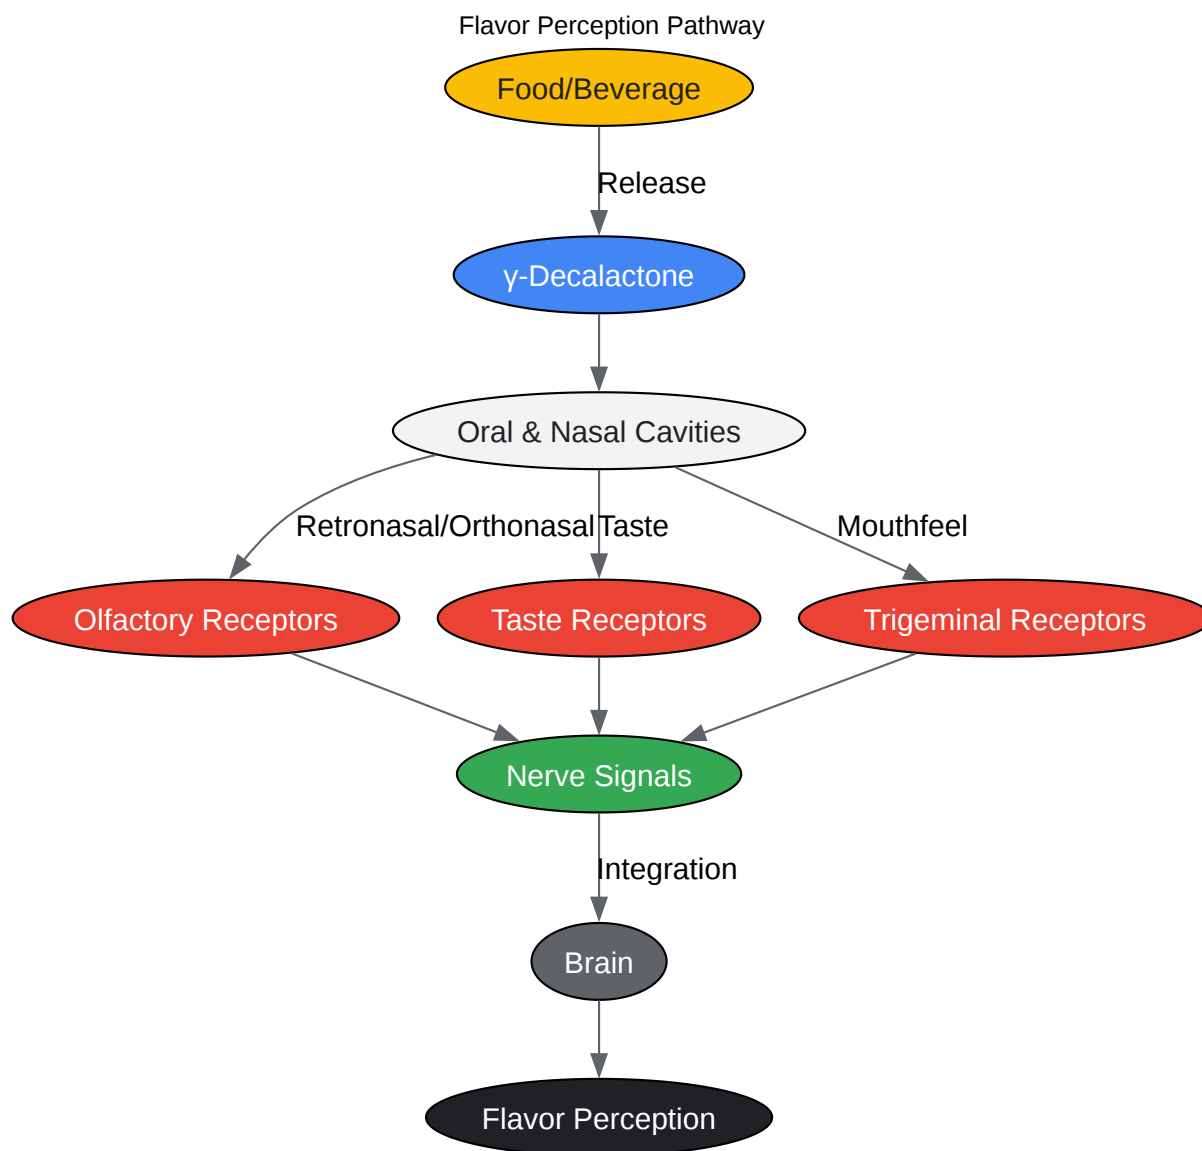 Flavor Perception Pathway
Food/Beverage
Release
γ-Decalactone
Oral & Nasal Cavities
Retronasal/Orthonasal
Taste
Mouthfeel
Olfactory Receptors
Taste Receptors
Trigeminal Receptors
Nerve Signals
Integration
Brain
Flavor Perception